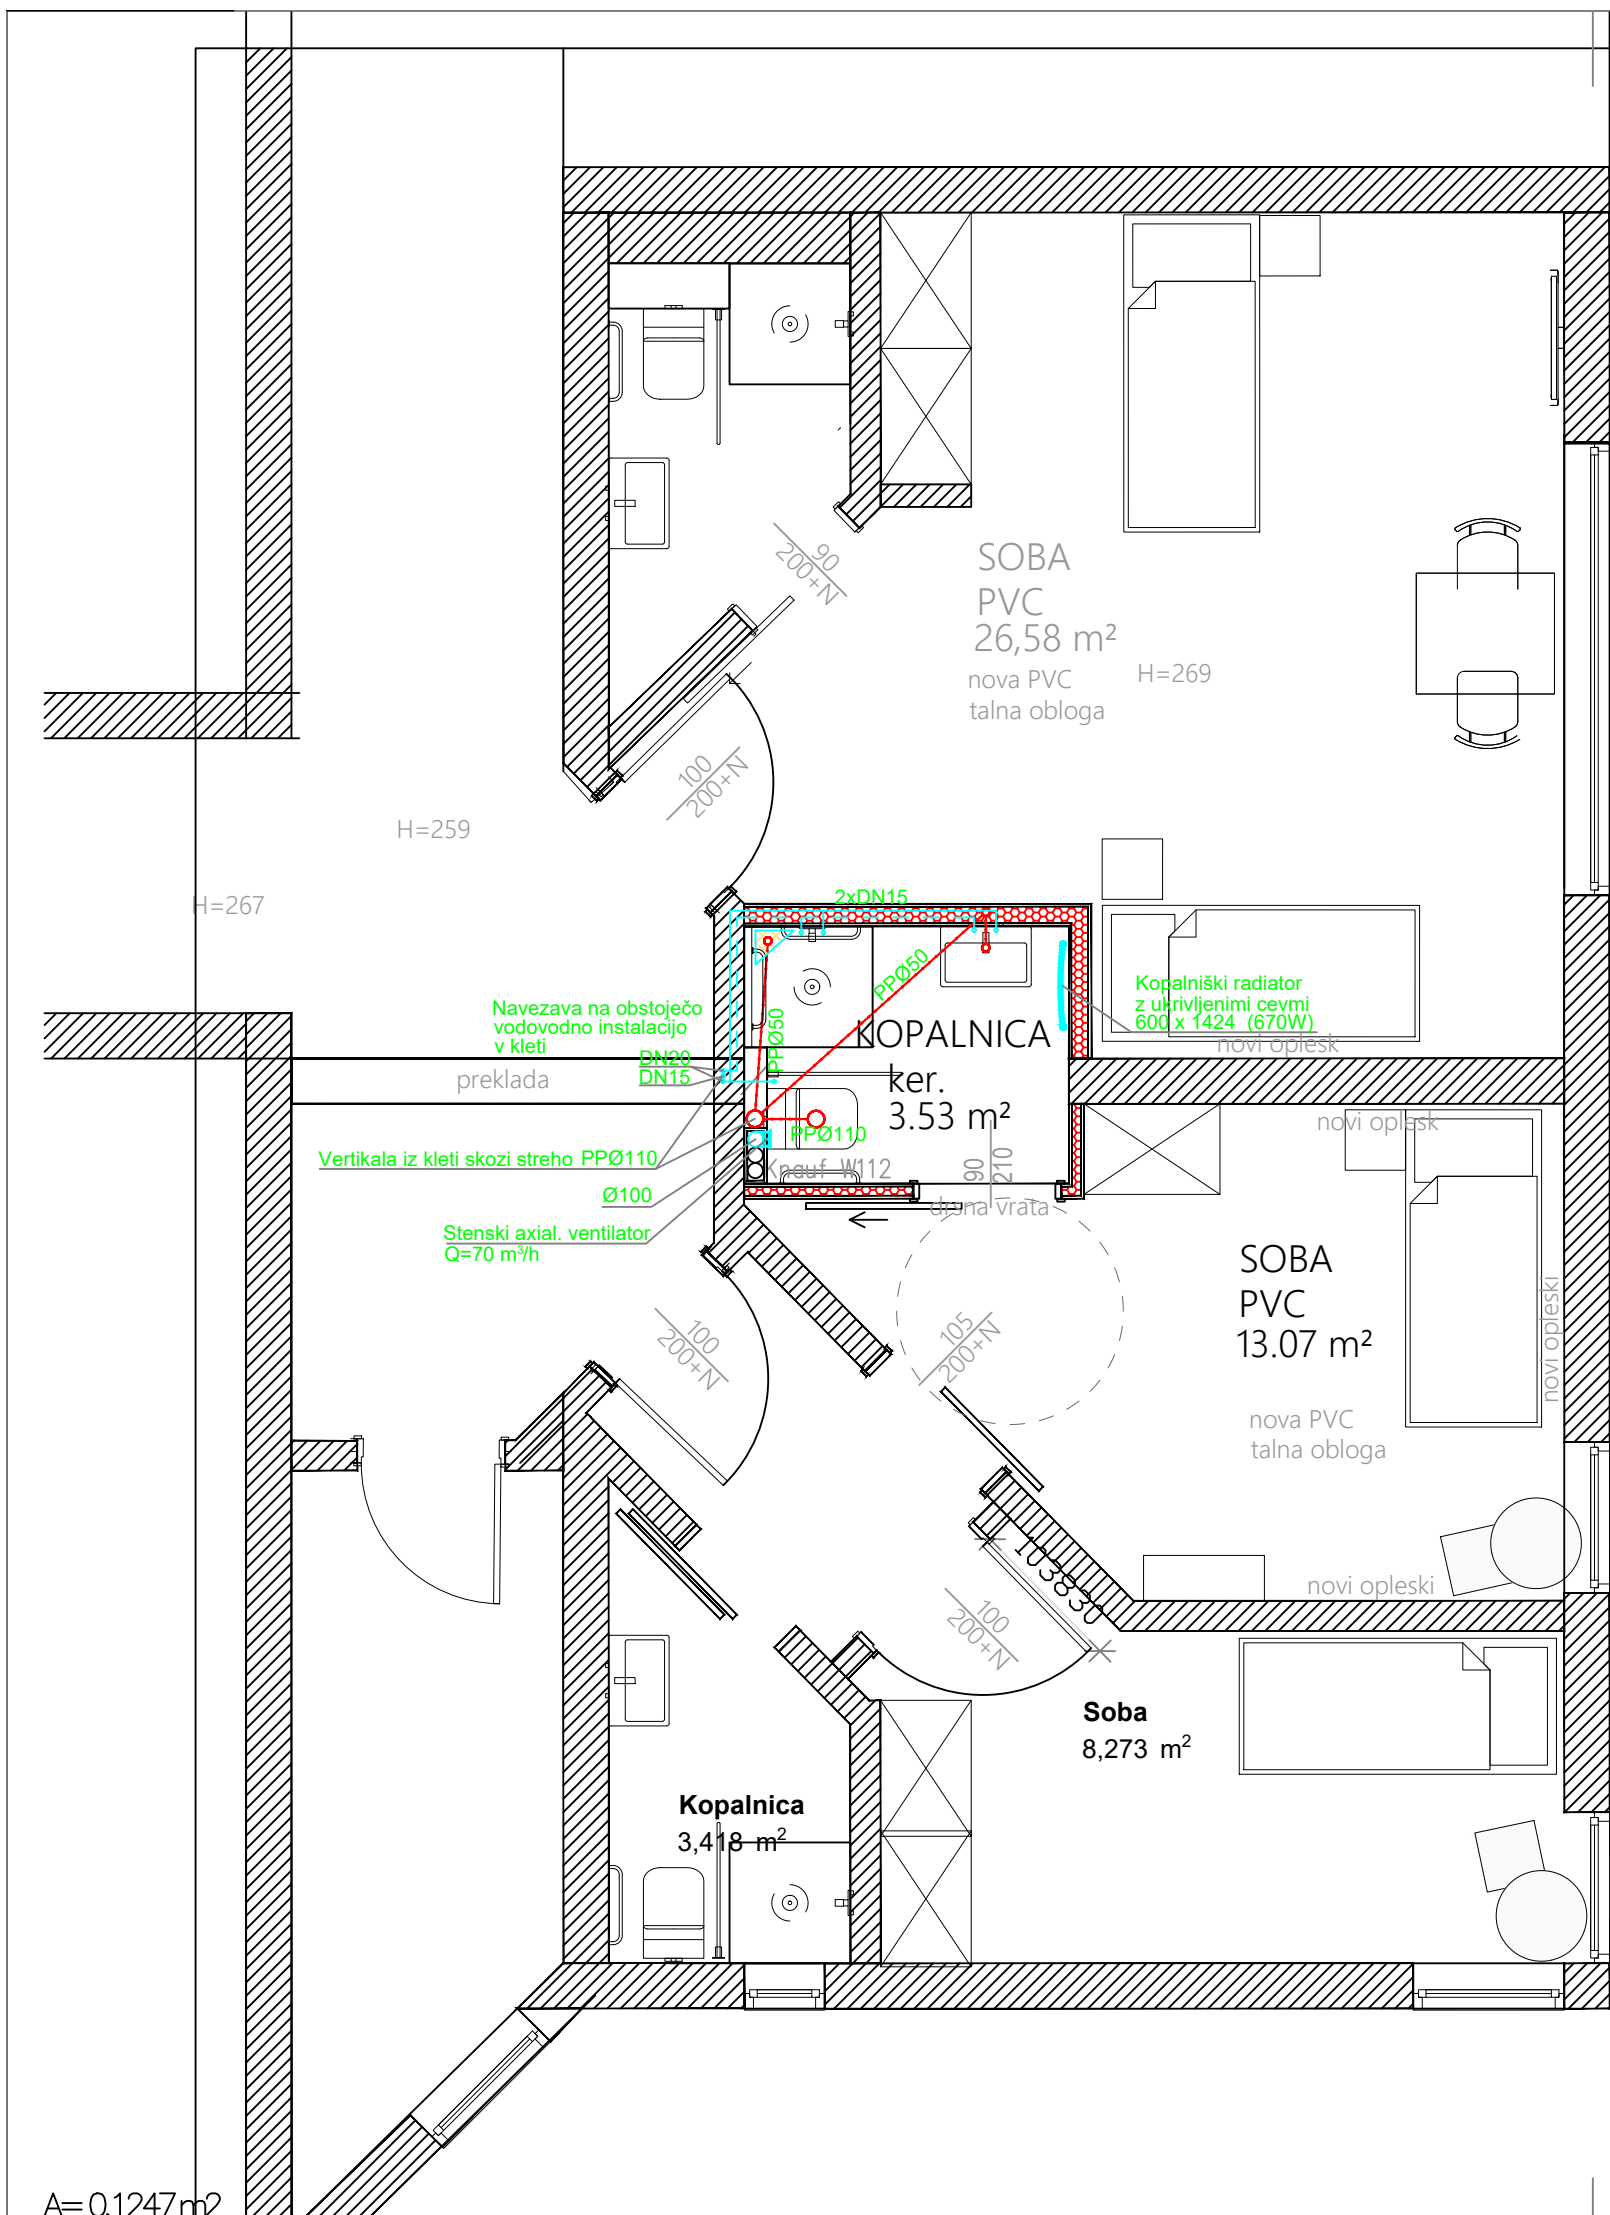 90
200+N
SOBA
PVC
26,58 m²
nova PVC
talna obloga
H=269
100
200+N
H=259
H=267
2xDN15
PPØ50
PPØ50
Kopalniški radiator
z ukrivljenimi cevmi
600 x 1424 (670W)
novi oplesk
Navezava na obstoječo
vodovodno instalacijo
v kleti
DN20
DN15
preklada
KOPALNICA
ker.
3.53 m²
PPØ110
Knauf W112
90
210
drsna vrata
novi oplesk
Vertikala iz kleti skozi streho PPØ110
Ø100
Stenski axial. ventilator
Q=70 m³/h
SOBA
PVC
13.07 m²
novi opleski
nova PVC
talna obloga
100
200+N
105
200+N
103830
100
200+N
novi opleski
Soba
8,273 m²
Kopalnica
3,418 m²
A=0.1247m2